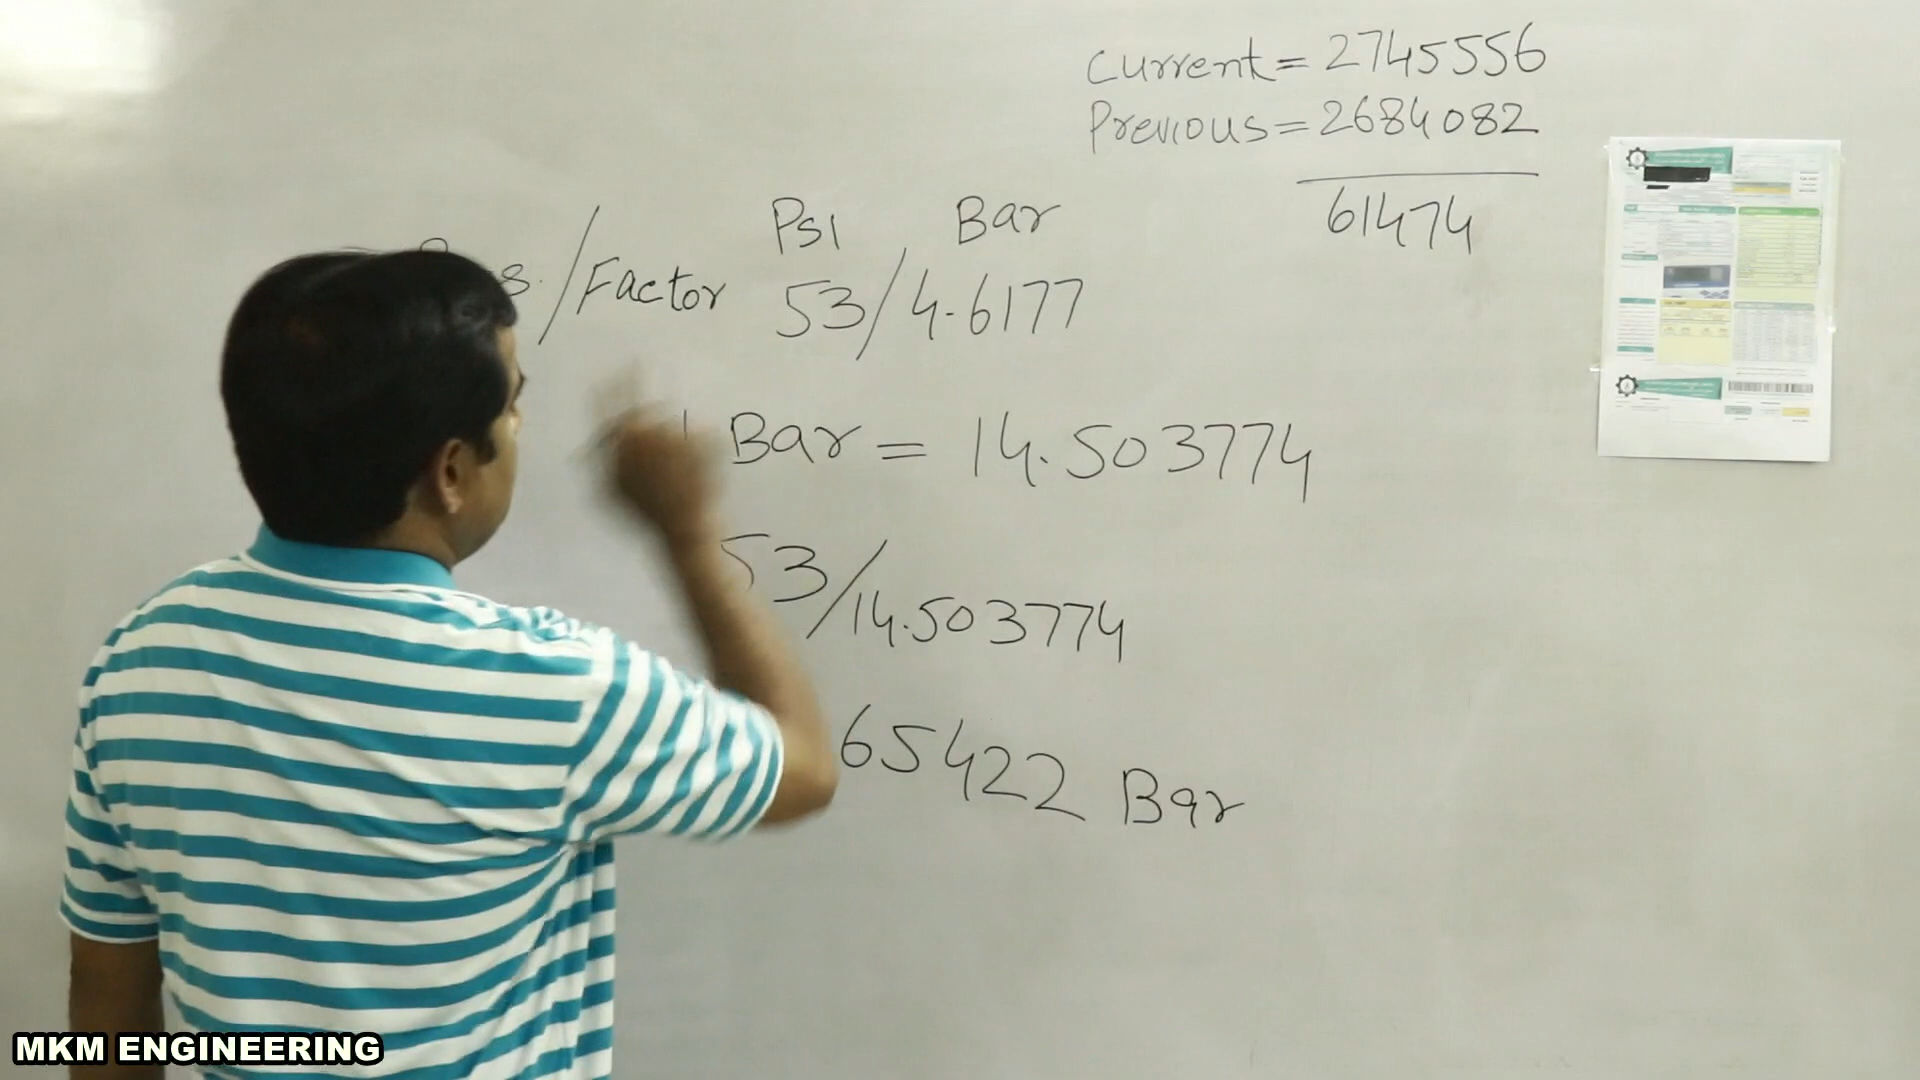 Current = 2745556
Previous = 2684082
61474
Psi Bar
/Factor 53/4.6177
1 Bar = 14.503774
53/14.503774
65422 Bar
MKM ENGINEERING